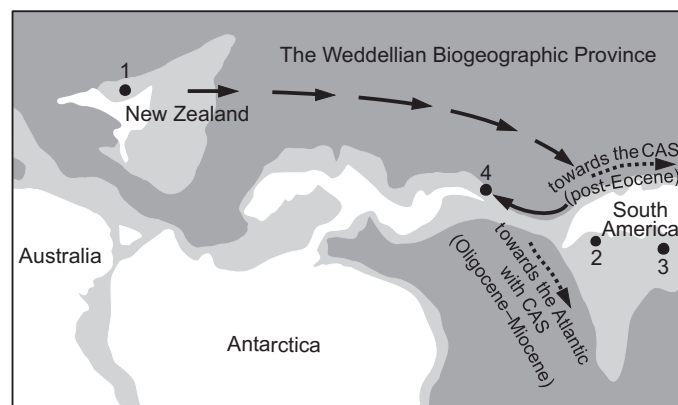 The Weddellian Biogeographic Province
1
New Zealand
towards the CAS
(post-Eocene)
4
South
America
2
3
Australia
towards the Atlantic
with CAS
(Oligocene–Miocene)
Antarctica